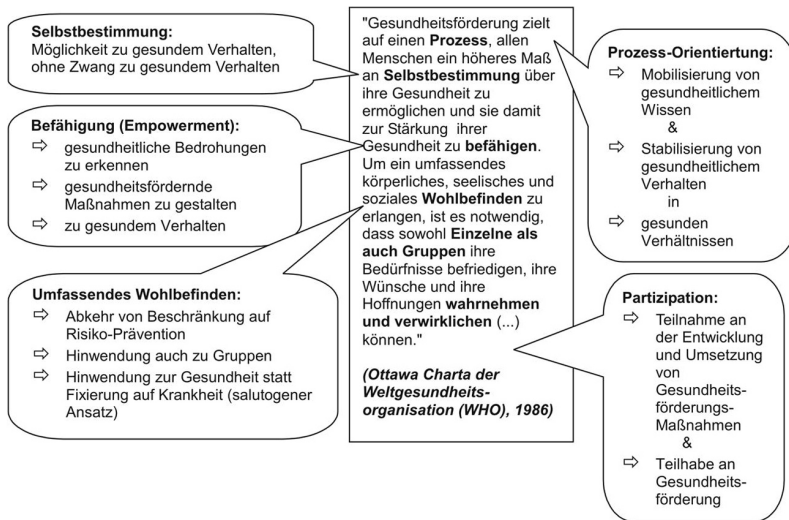 Selbstbestimmung:
Möglichkeit zu gesundem Verhalten,
ohne Zwang zu gesundem Verhalten
Befähigung (Empowerment):
⇨ gesundheitliche Bedrohungen
zu erkennen
⇨ gesundheitsfördernde
Maßnahmen zu gestalten
⇨ zu gesundem Verhalten
Umfassendes Wohlbefinden:
⇨ Abkehr von Beschränkung auf
Risiko-Prävention
⇨ Hinwendung auch zu Gruppen
⇨ Hinwendung zur Gesundheit statt
Fixierung auf Krankheit (salutogener
Ansatz)
"Gesundheitsförderung zielt
auf einen Prozess, allen
Menschen ein höheres Maß
an Selbstbestimmung über
ihre Gesundheit zu
ermöglichen und sie damit
zur Stärkung ihrer
Gesundheit zu befähigen.
Um ein umfassendes
körperliches, seelisches und
soziales Wohlbefinden zu
erlangen, ist es notwendig,
dass sowohl Einzelne als
auch Gruppen ihre
Bedürfnisse befriedigen, ihre
Wünsche und ihre
Hoffnungen wahrnehmen
und verwirklichen (...)
können."
(Ottawa Charta der
Weltgesundheits-
organisation (WHO), 1986)
Prozess-Orientiertung:
⇨ Mobilisierung von
gesundheitlichem
Wissen
&
⇨ Stabilisierung von
gesundheitlichem
Verhalten
in
⇨ gesunden
Verhältnissen
Partizipation:
⇨ Teilnahme an
der Entwicklung
und Umsetzung
von
Gesundheits-
förderungs-
Maßnahmen
&
⇨ Teilhabe an
Gesundheits-
förderung